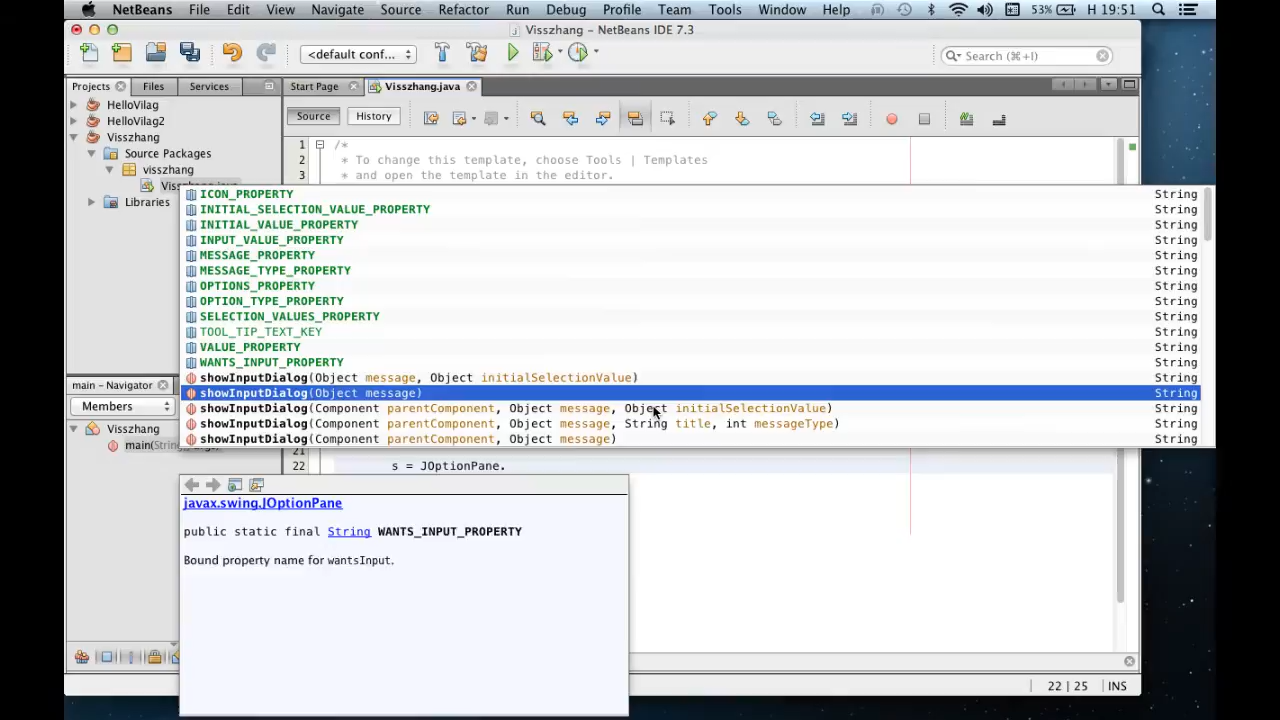 NetBeans File Edit View Navigate Source Refactor Run Debug Profile Team Tools Window Help 53% H 19:51
Visszhang - NetBeans IDE 7.3
<default conf... Search (⌘+I)
Projects Files Services Start Page Visszhang.java
HelloVilag
HelloVilag2
Visszhang
Source Packages
visszhang
Libraries
Source History
1 /*
2 * To change this template, choose Tools | Templates
3 * and open the template in the editor.
ICON_PROPERTY String
INITIAL_SELECTION_VALUE_PROPERTY String
INITIAL_VALUE_PROPERTY String
INPUT_VALUE_PROPERTY String
MESSAGE_PROPERTY String
MESSAGE_TYPE_PROPERTY String
OPTIONS_PROPERTY String
OPTION_TYPE_PROPERTY String
SELECTION_VALUES_PROPERTY String
TOOL_TIP_TEXT_KEY String
VALUE_PROPERTY String
WANTS_INPUT_PROPERTY String
showInputDialog(Object message, Object initialSelectionValue) String
showInputDialog(Object message) String
showInputDialog(Component parentComponent, Object message, Object initialSelectionValue) String
showInputDialog(Component parentComponent, Object message, String title, int messageType) String
showInputDialog(Component parentComponent, Object message) String
main - Navigator
Members
Visszhang
21
22 s = JOptionPane.
javax.swing.JOptionPane
public static final String WANTS_INPUT_PROPERTY
Bound property name for wantsInput.
22 | 25 INS